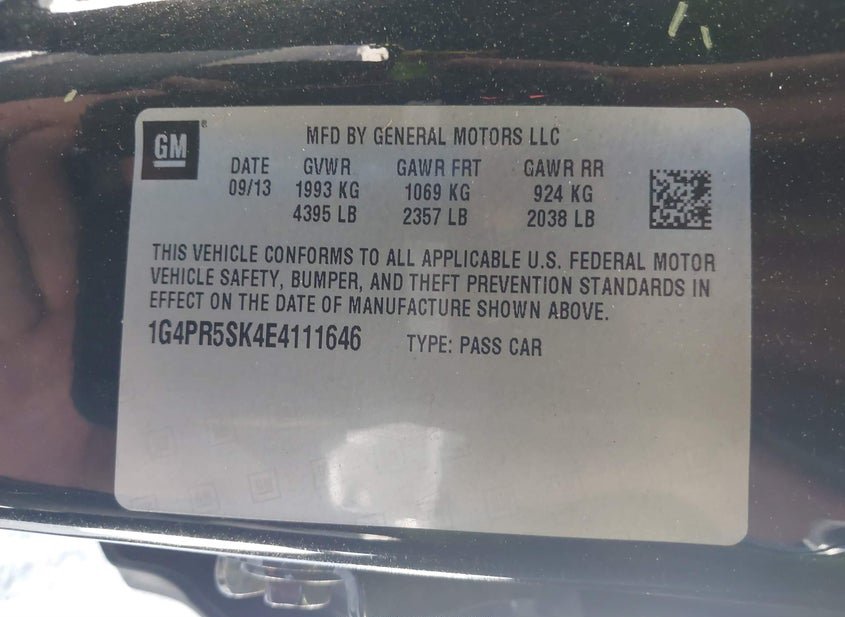 GM
MFD BY GENERAL MOTORS LLC
DATE GVWR GAWR FRT GAWR RR
09/13 1993 KG 1069 KG 924 KG
4395 LB 2357 LB 2038 LB
THIS VEHICLE CONFORMS TO ALL APPLICABLE U.S. FEDERAL MOTOR
VEHICLE SAFETY, BUMPER, AND THEFT PREVENTION STANDARDS IN
EFFECT ON THE DATE OF MANUFACTURE SHOWN ABOVE.
1G4PR5SK4E4111646 TYPE: PASS CAR